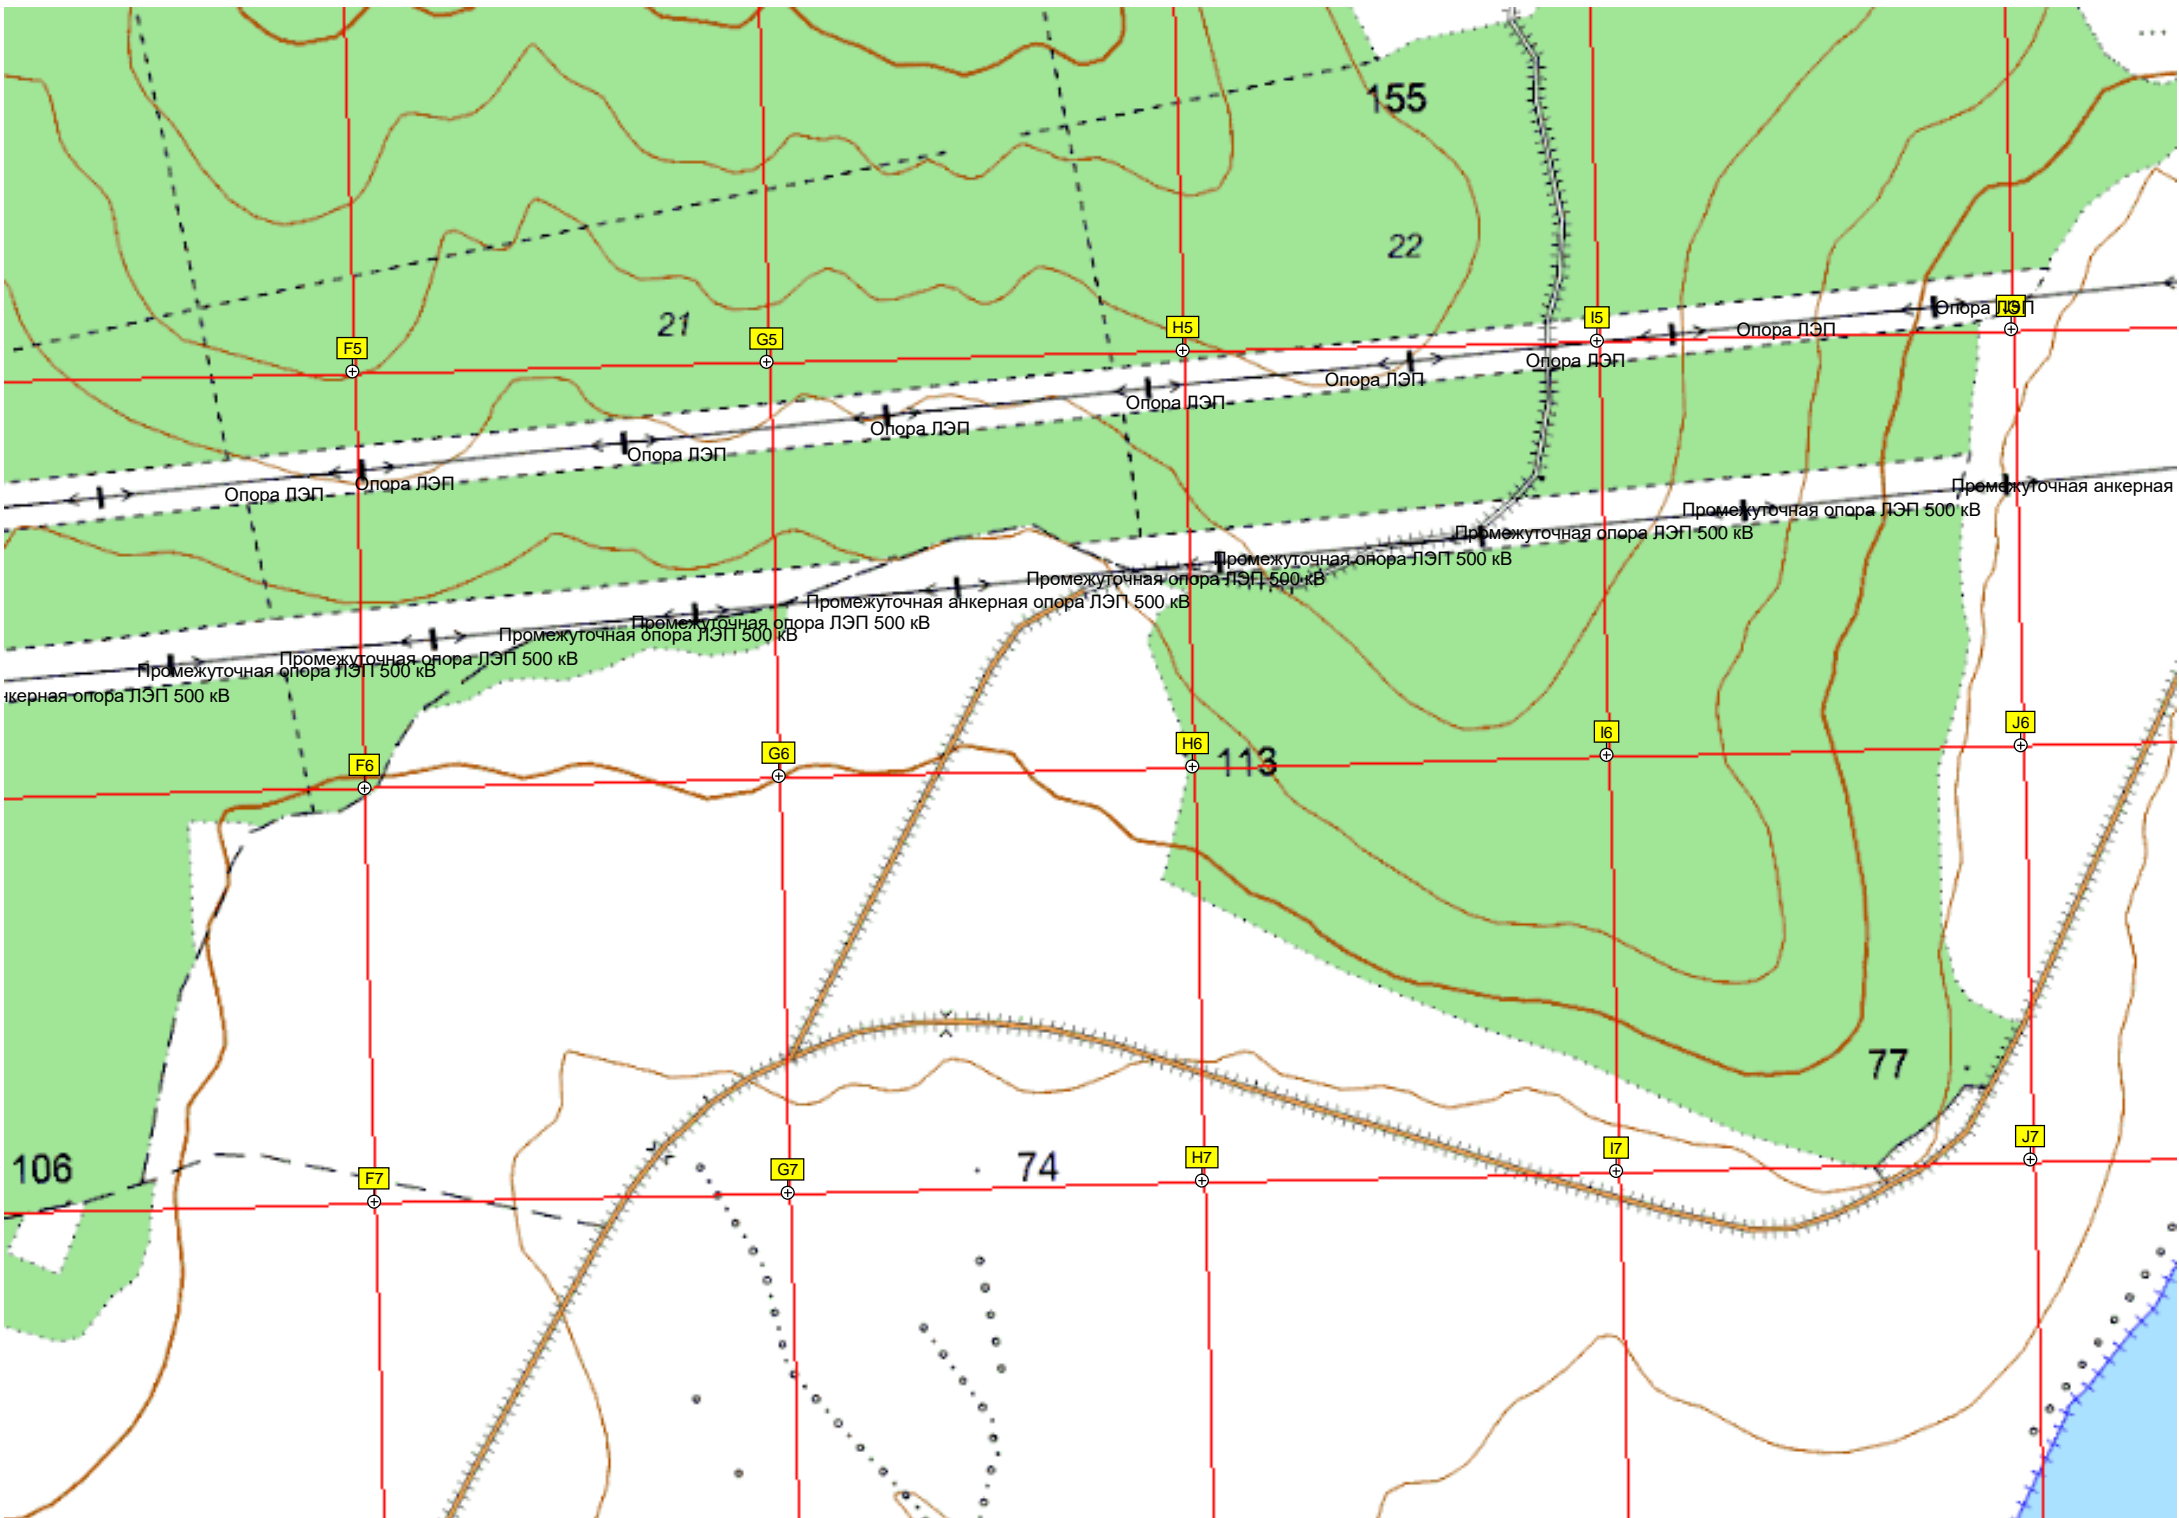 155
22
21
Опора ЛЭП
I5
H5
Опора ЛЭП
G5
F5
Опора ЛЭП
Опора ЛЭП
Опора ЛЭП
Опора ЛЭП
Опора ЛЭП
Опора ЛЭП
Опора ЛЭП
Промежуточная анкерная
Промежуточная опора ЛЭП 500 кВ
Промежуточная опора ЛЭП 500 кВ
Промежуточная опора ЛЭП 500 кВ
Промежуточная опора ЛЭП 500 кВ
Промежуточная анкерная опора ЛЭП 500 кВ
Промежуточная опора ЛЭП 500 кВ
Промежуточная опора ЛЭП 500 кВ
Промежуточная опора ЛЭП 500 кВ
Промежуточная опора ЛЭП 500 кВ
нкерная опора ЛЭП 500 кВ
J6
I6
H6
G6
F6
113
77
J7
I7
H7
G7
F7
74
106